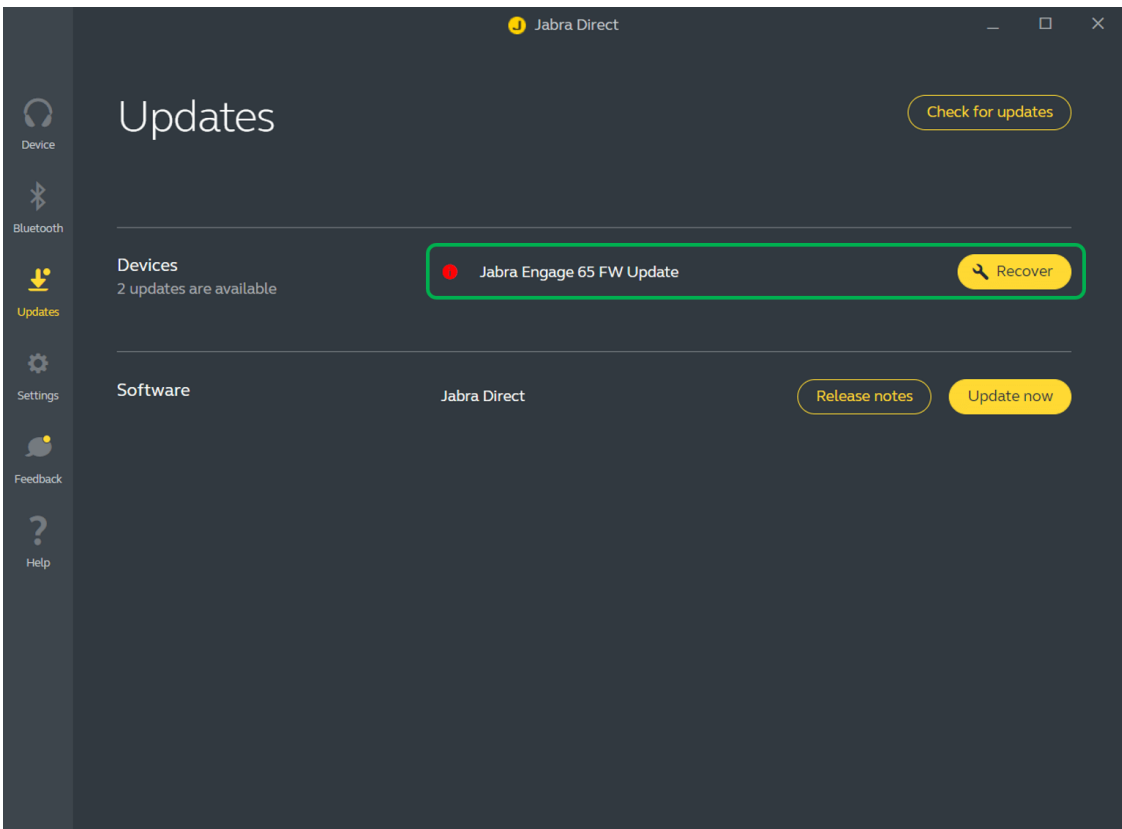 Jabra Direct
Updates
Check for updates
Device
Bluetooth
Devices
2 updates are available
Jabra Engage 65 FW Update
Recover
Updates
Settings
Software
Jabra Direct
Release notes
Update now
Feedback
?
Help